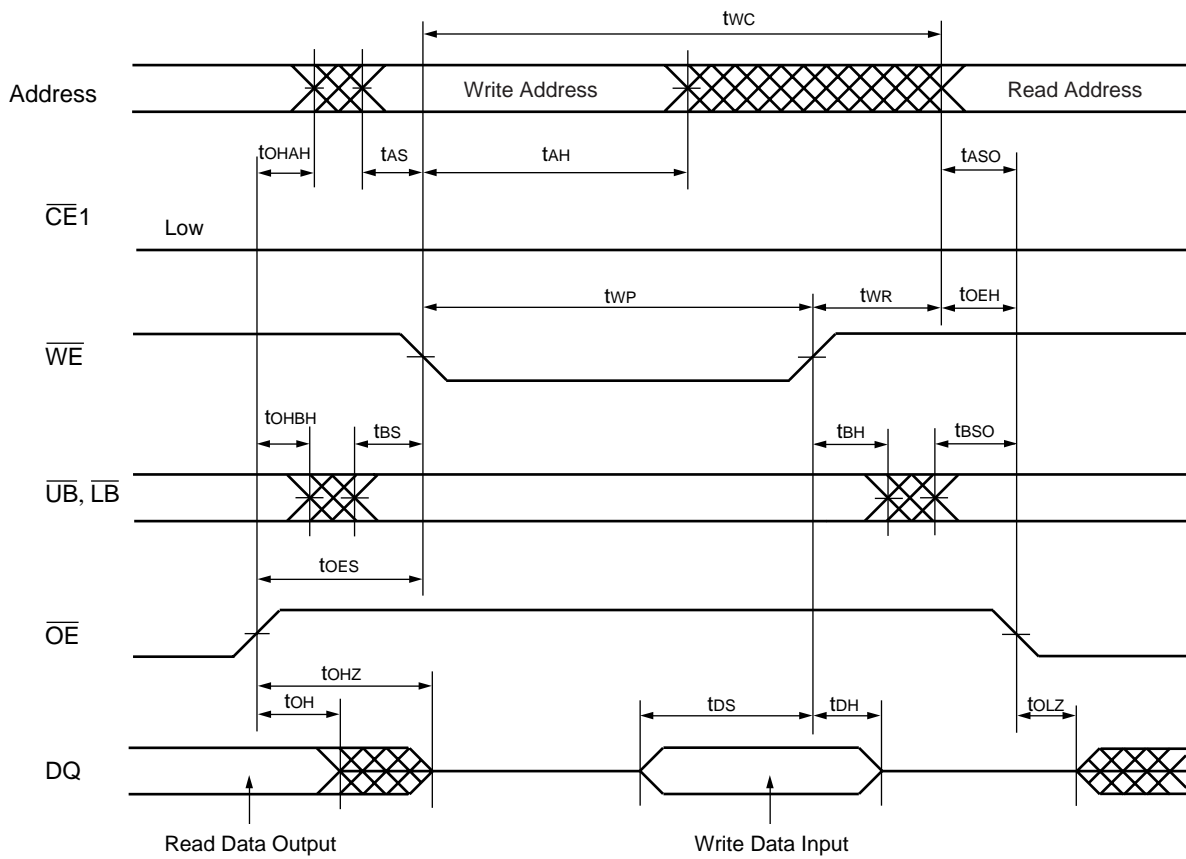 tWC
Address
Write Address
Read Address
tOHAH
tAS
tAH
tASO
CE1
Low
tWP
tWR
tOEH
WE
tOHBH
tBS
tBH
tBSO
UB, LB
tOES
OE
tOHZ
tOH
tDS
tDH
tOLZ
DQ
Read Data Output
Write Data Input